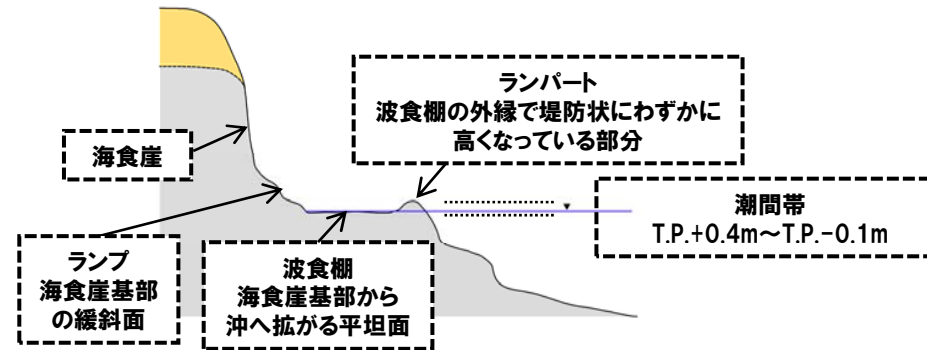 ランパート
波食棚の外縁で堤防状にわずかに
高くなっている部分
海食崖
潮間帯
T.P.+0.4m～T.P.-0.1m
ランプ
海食崖基部
の緩斜面
波食棚
海食崖基部から
沖へ拡がる平坦面